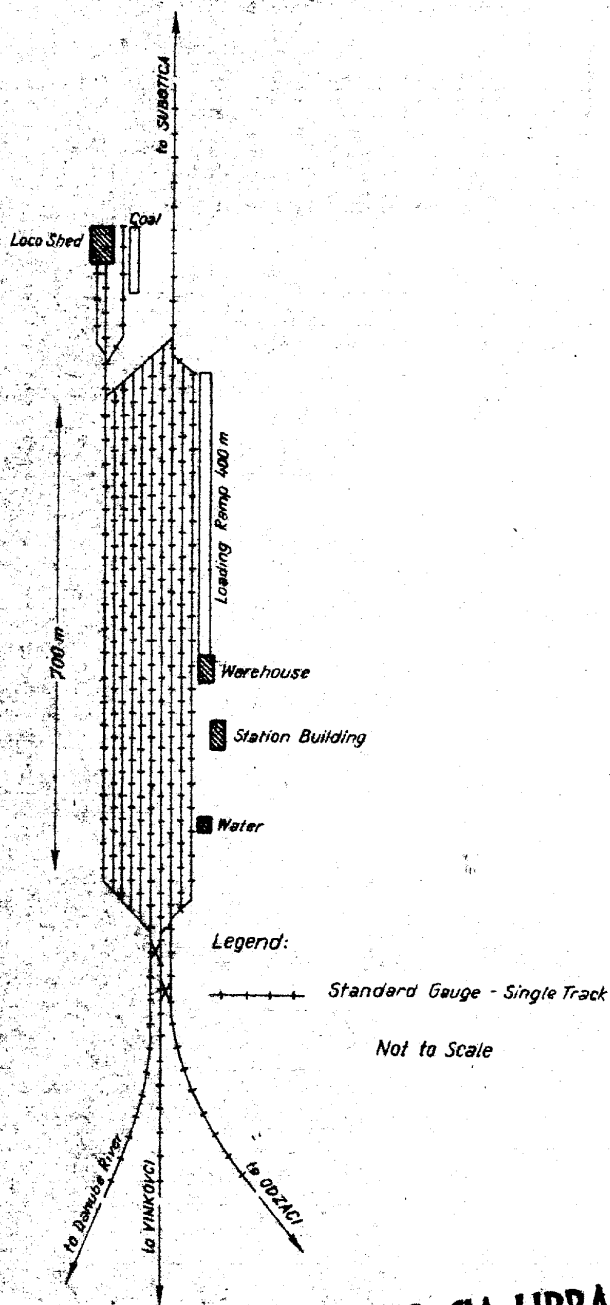 to SUBOTICA
Coal
Loco Shed
Loading Ramp 400 m
700 m
Warehouse
Station Building
Water
Legend:
Standard Gauge - Single Track
Not to Scale
to Danube River
to VINKOVCI
to ODZACI